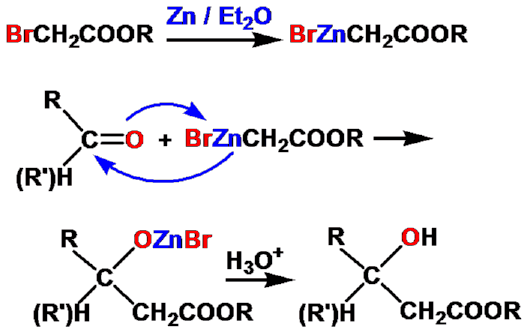 BrCH₂COOR Zn / Et₂O BrZnCH₂COOR
R
C=O + BrZnCH₂COOR
(R')H
R OZnBr H₃O⁺ R OH
C C
(R')H CH₂COOR (R')H CH₂COOR